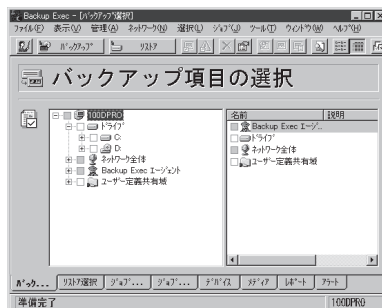 Backup Exec - [ﾊﾞｯｸｱｯﾌﾟ選択]
ﾌｧｲﾙ(F) 表示(V) 管理(A) ﾈｯﾄﾜｰｸ(N) 選択(L) ｼﾞｮﾌﾞ(J) ﾂｰﾙ(T) ｳｨﾝﾄﾞｳ(W) ﾍﾙﾌﾟ(H)
ﾊﾞｯｸｱｯﾌﾟ ﾘｽﾄｱ
バックアップ項目の選択
100DPRO
ﾄﾞﾗｲﾌﾞ
C:
D:
ﾈｯﾄﾜｰｸ全体
Backup Exec ｴｰｼﾞｪﾝﾄ
ﾕｰｻﾞｰ定義共有域
名前 説明
Backup Exec ｴｰｼﾞ...
ﾄﾞﾗｲﾌﾞ
ﾈｯﾄﾜｰｸ全体
ﾕｰｻﾞｰ定義共有域
ﾊﾞｯｸ... ﾘｽﾄｱ選択 ｼﾞｮﾌﾞ... ｼﾞｮﾌﾞ... ﾃﾞﾊﾞｲｽ ﾒﾃﾞｨｱ ﾚﾎﾟｰﾄ ｱﾗｰﾄ
準備完了 100DPRO